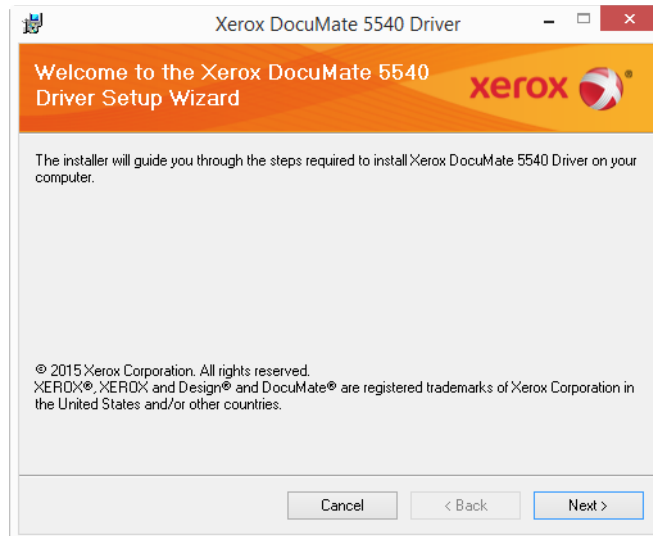 Xerox DocuMate 5540 Driver
Welcome to the Xerox DocuMate 5540
Driver Setup Wizard
xerox ®
The installer will guide you through the steps required to install Xerox DocuMate 5540 Driver on your
computer.
© 2015 Xerox Corporation. All rights reserved.
XEROX®, XEROX and Design® and DocuMate® are registered trademarks of Xerox Corporation in
the United States and/or other countries.
Cancel < Back Next >